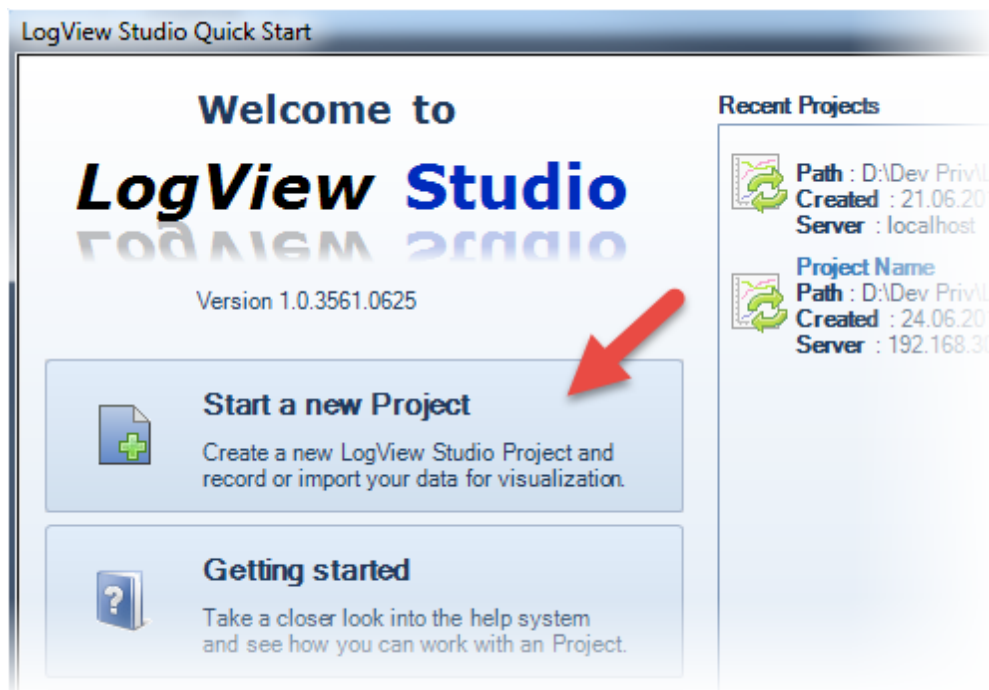 LogView Studio Quick Start
Welcome to
LogView Studio
Version 1.0.3561.0625
Start a new Project
Create a new LogView Studio Project and
record or import your data for visualization.
Getting started
Take a closer look into the help system
and see how you can work with an Project.
Recent Projects
Path : D:\Dev Priv\
Created : 21.06.20
Server : localhost
Project Name
Path : D:\Dev Priv\
Created : 24.06.20
Server : 192.168.30